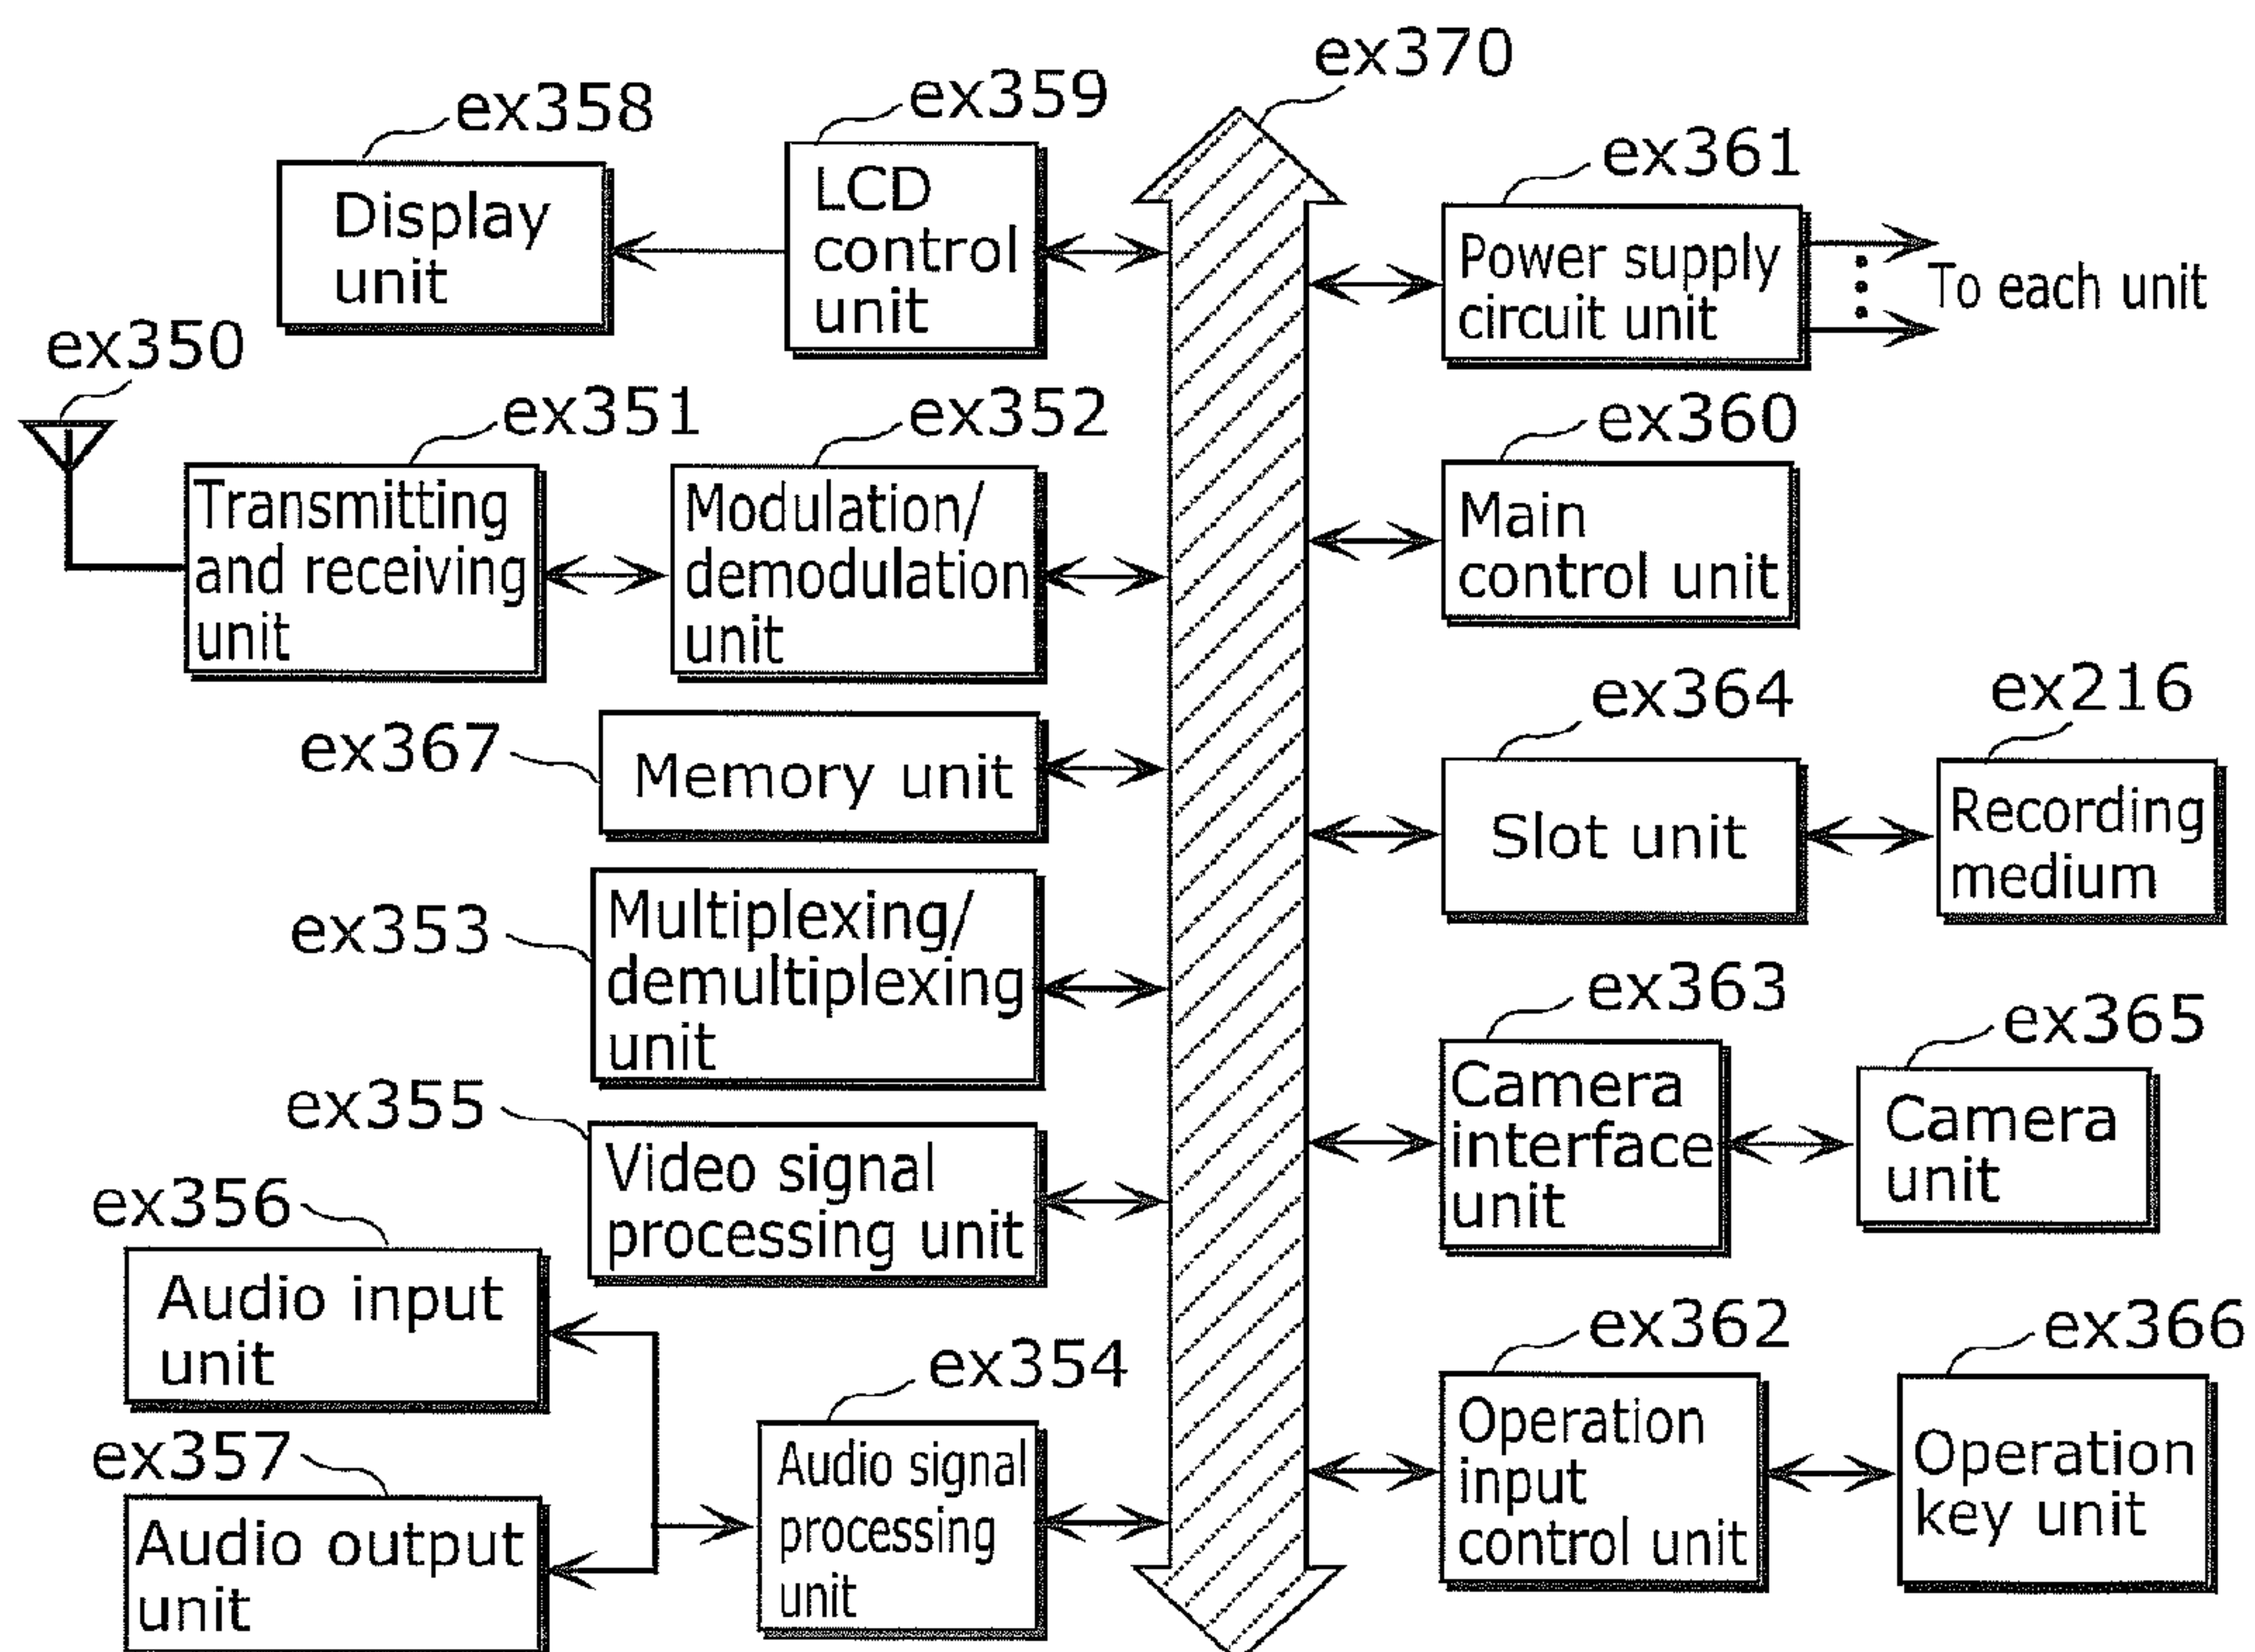 ex370
ex358
ex359
ex361
Display
unit
LCD
control
unit
Power supply
circuit unit
To each unit
ex350
ex351
ex352
ex360
Transmitting
and receiving
unit
Modulation/
demodulation
unit
Main
control unit
ex367
Memory unit
ex364
ex216
Slot unit
Recording
medium
ex353
Multiplexing/
demultiplexing
unit
ex363
ex365
Camera
interface
unit
Camera
unit
ex355
Video signal
processing unit
ex356
Audio input
unit
ex354
ex362
ex366
ex357
Audio output
unit
Audio signal
processing
unit
Operation
input
control unit
Operation
key unit